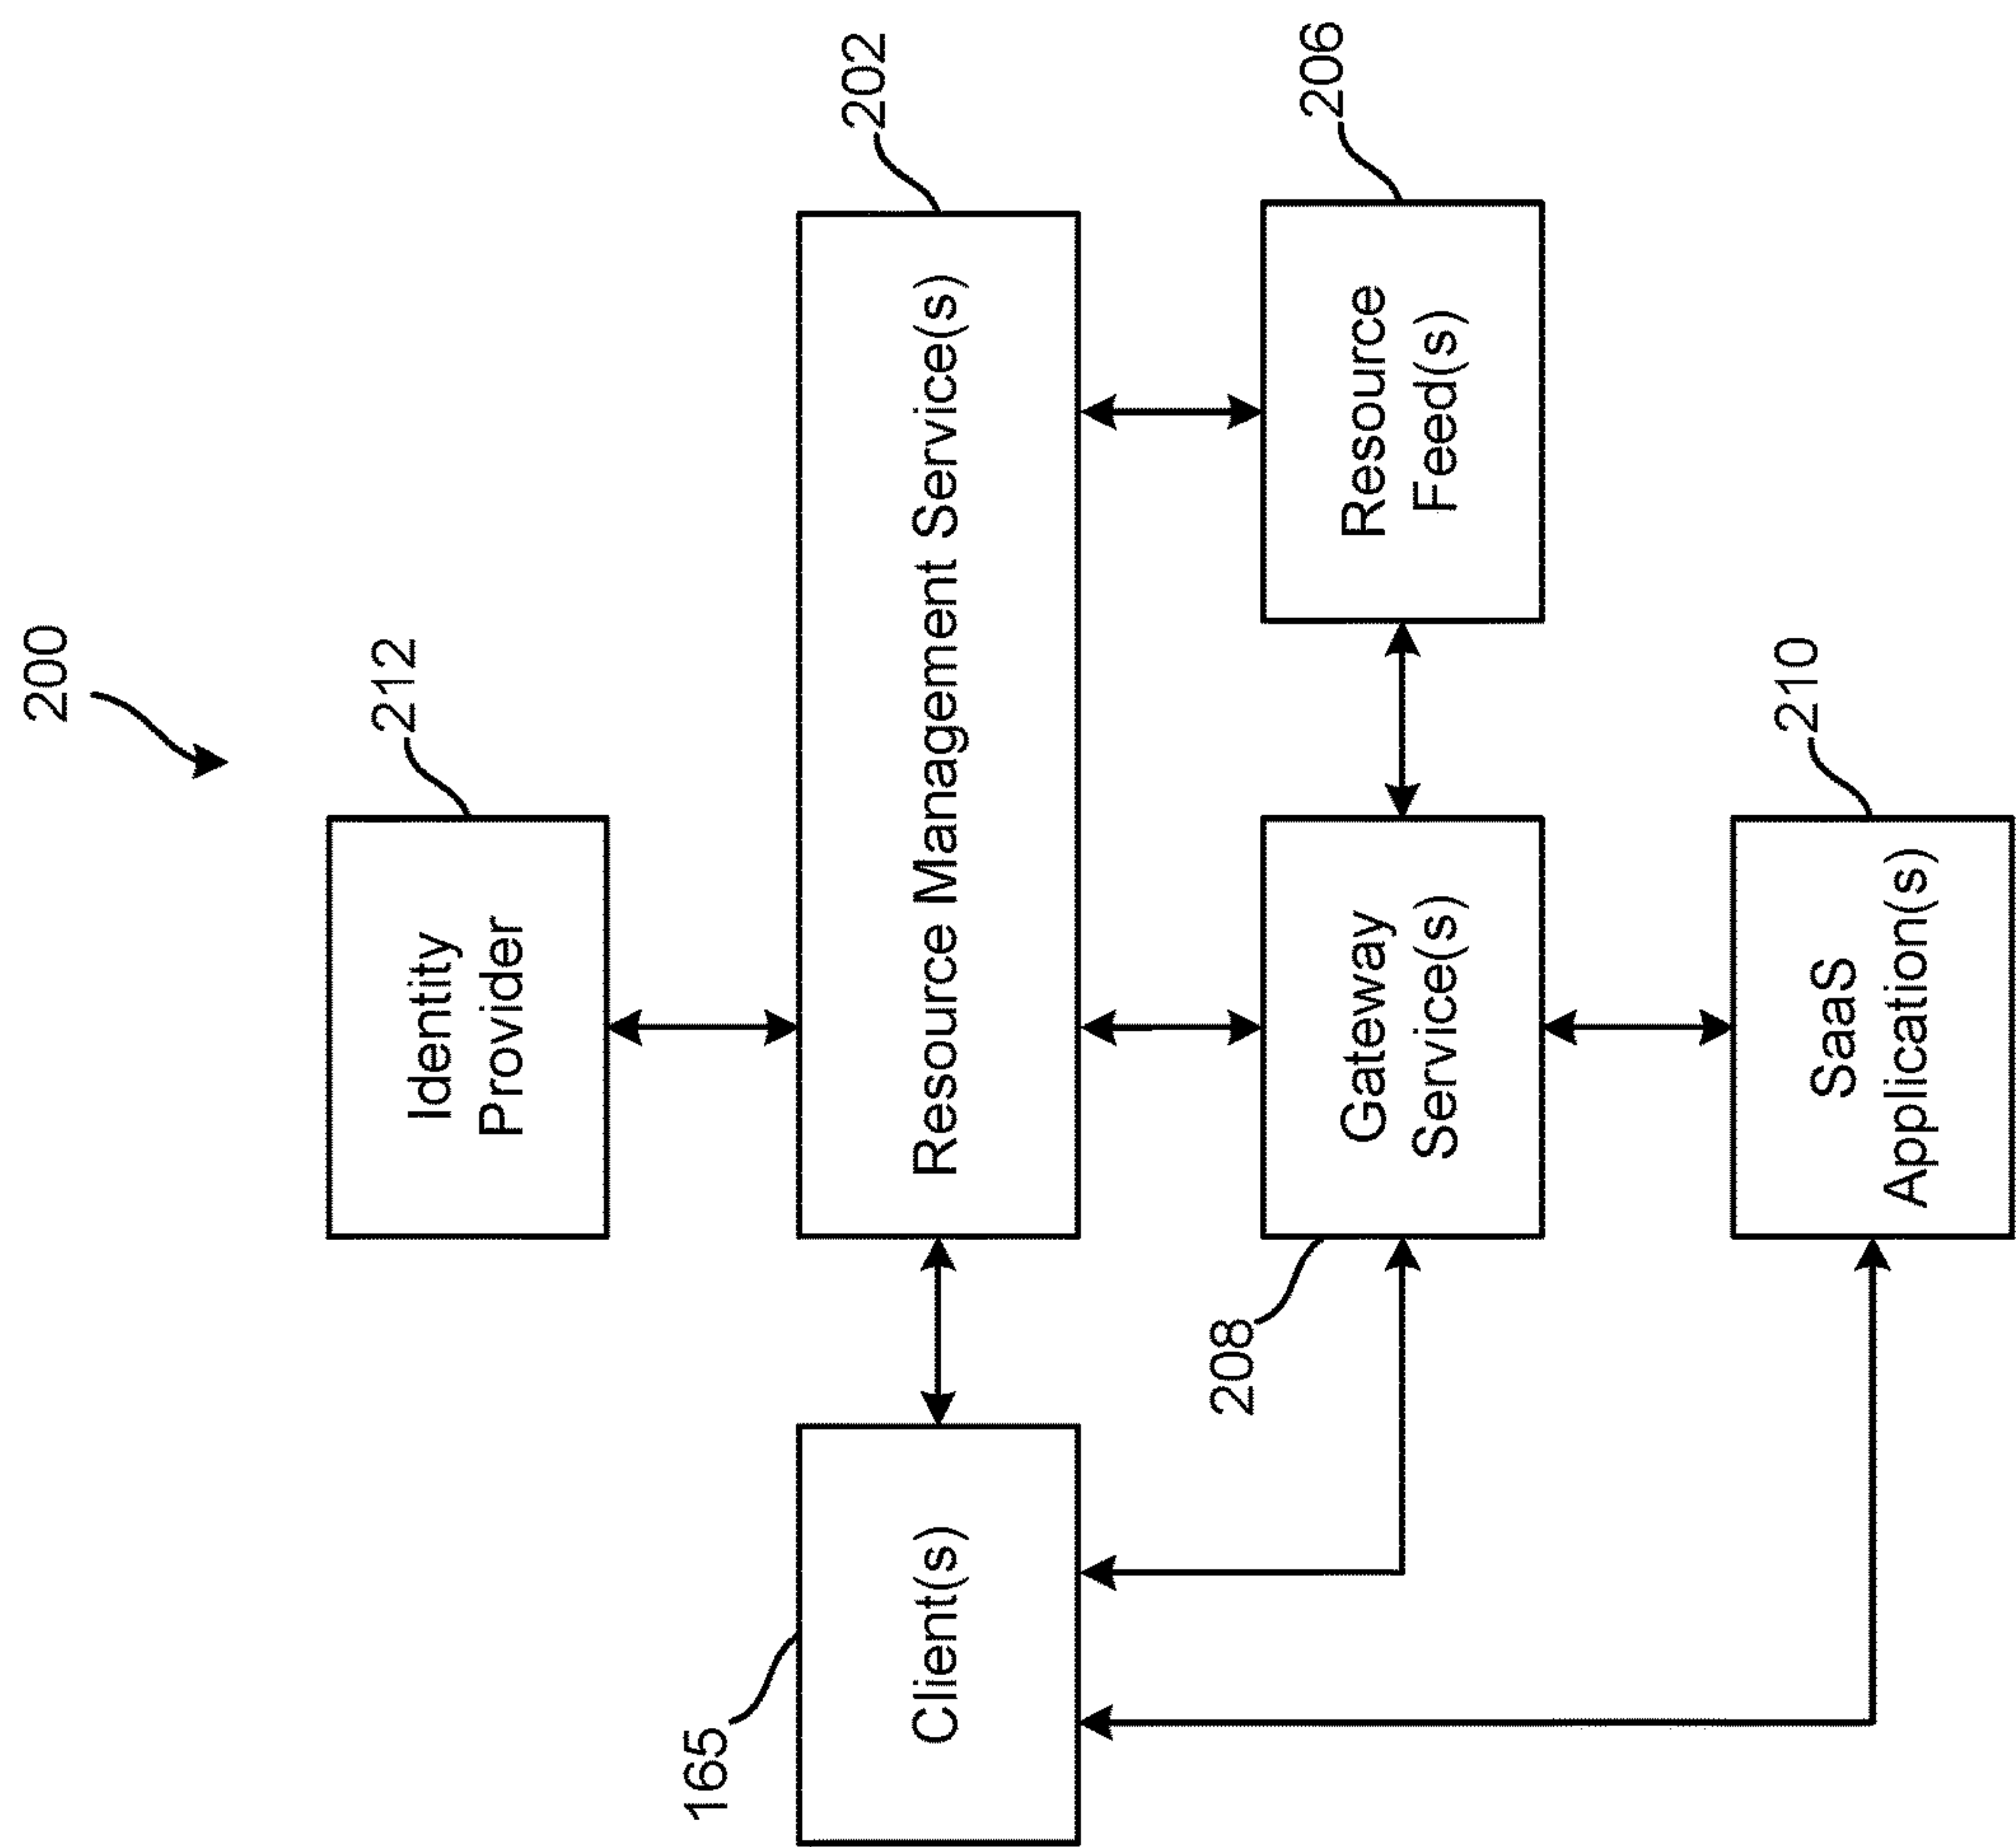 200
212
Identity
Provider
165
202
Client(s)
Resource Management Service(s)
208
206
Gateway
Service(s)
Resource
Feed(s)
210
SaaS
Application(s)